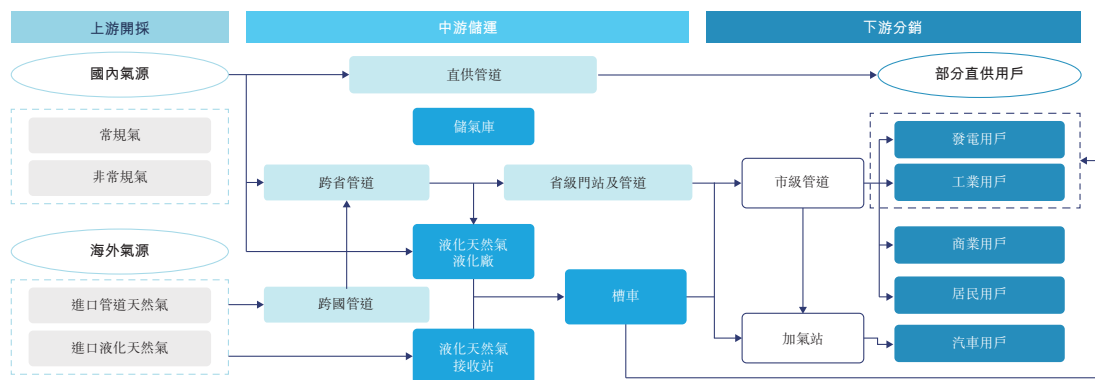 上游開採
中游儲運
下游分銷
國內氣源
直供管道
部分直供用戶
常規氣
儲氣庫
發電用戶
非常規氣
跨省管道
省級門站及管道
市級管道
工業用戶
海外氣源
液化天然氣
液化廠
商業用戶
進口管道天然氣
跨國管道
槽車
居民用戶
進口液化天然氣
液化天然氣
接收站
加氣站
汽車用戶